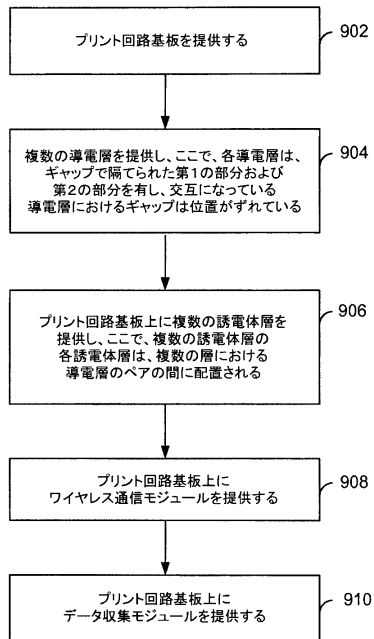 プリント回路基板を提供する
902
複数の導電層を提供し、ここで、各導電層は、
ギャップで隔てられた第1の部分および
第2の部分を有し、交互になっている
導電層におけるギャップは位置がずれている
904
プリント回路基板上に複数の誘電体層を
提供し、ここで、複数の誘電体層の
各誘電体層は、複数の層における
導電層のペアの間に配置される
906
プリント回路基板上に
ワイヤレス通信モジュールを提供する
908
プリント回路基板上に
データ収集モジュールを提供する
910